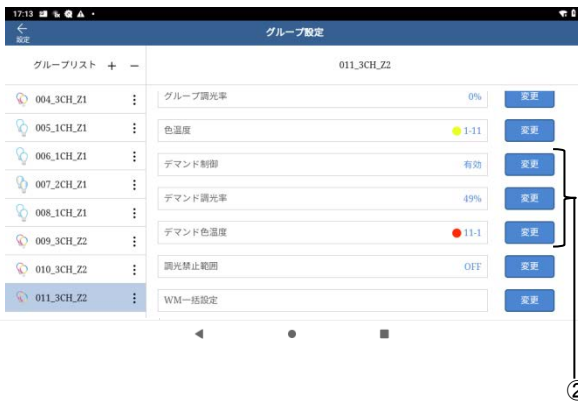 17:13
←
設定
グループ設定
グループリスト + −
011_3CH_Z2
004_3CH_Z1
005_1CH_Z1
006_1CH_Z1
007_2CH_Z1
008_1CH_Z1
009_3CH_Z2
010_3CH_Z2
011_3CH_Z2
グループ調光率 0% 変更
色温度 1-11 変更
デマンド制御 有効 変更
デマンド調光率 49% 変更
デマンド色温度 11-1 変更
調光禁止範囲 OFF 変更
WM一括設定 変更
②